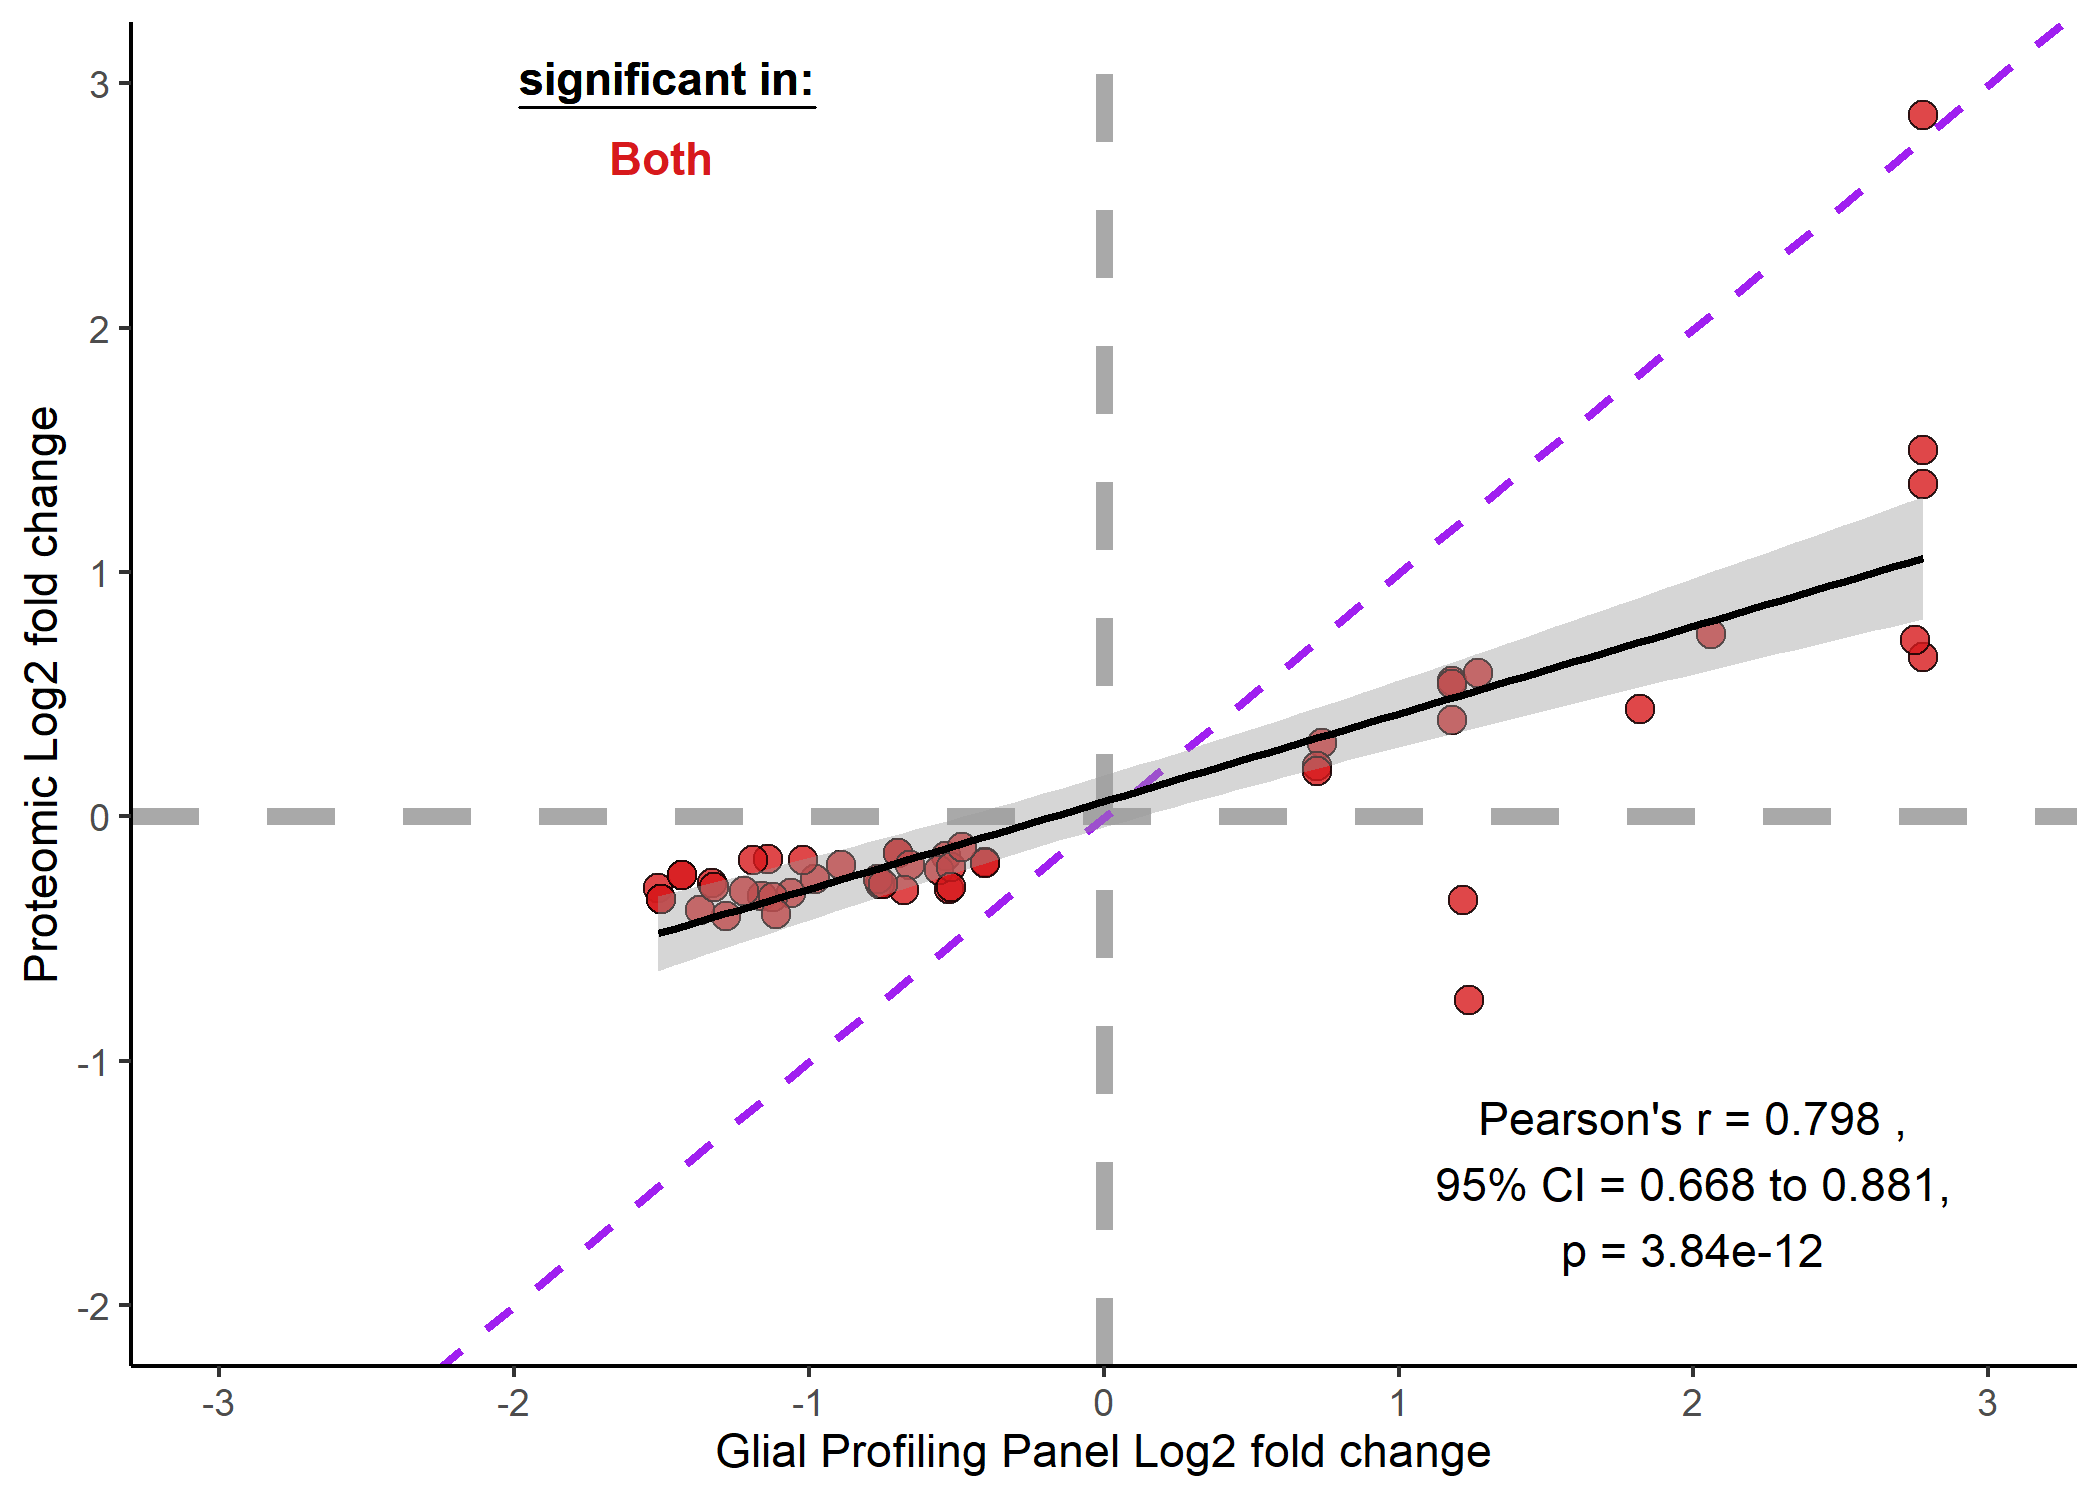 significant in:
Both
3
2
1
0
-1
-2
Proteomic Log2 fold change
Pearson's r = 0.798 ,
95% CI = 0.668 to 0.881,
p = 3.84e-12
-3 -2 -1 0 1 2 3
Glial Profiling Panel Log2 fold change